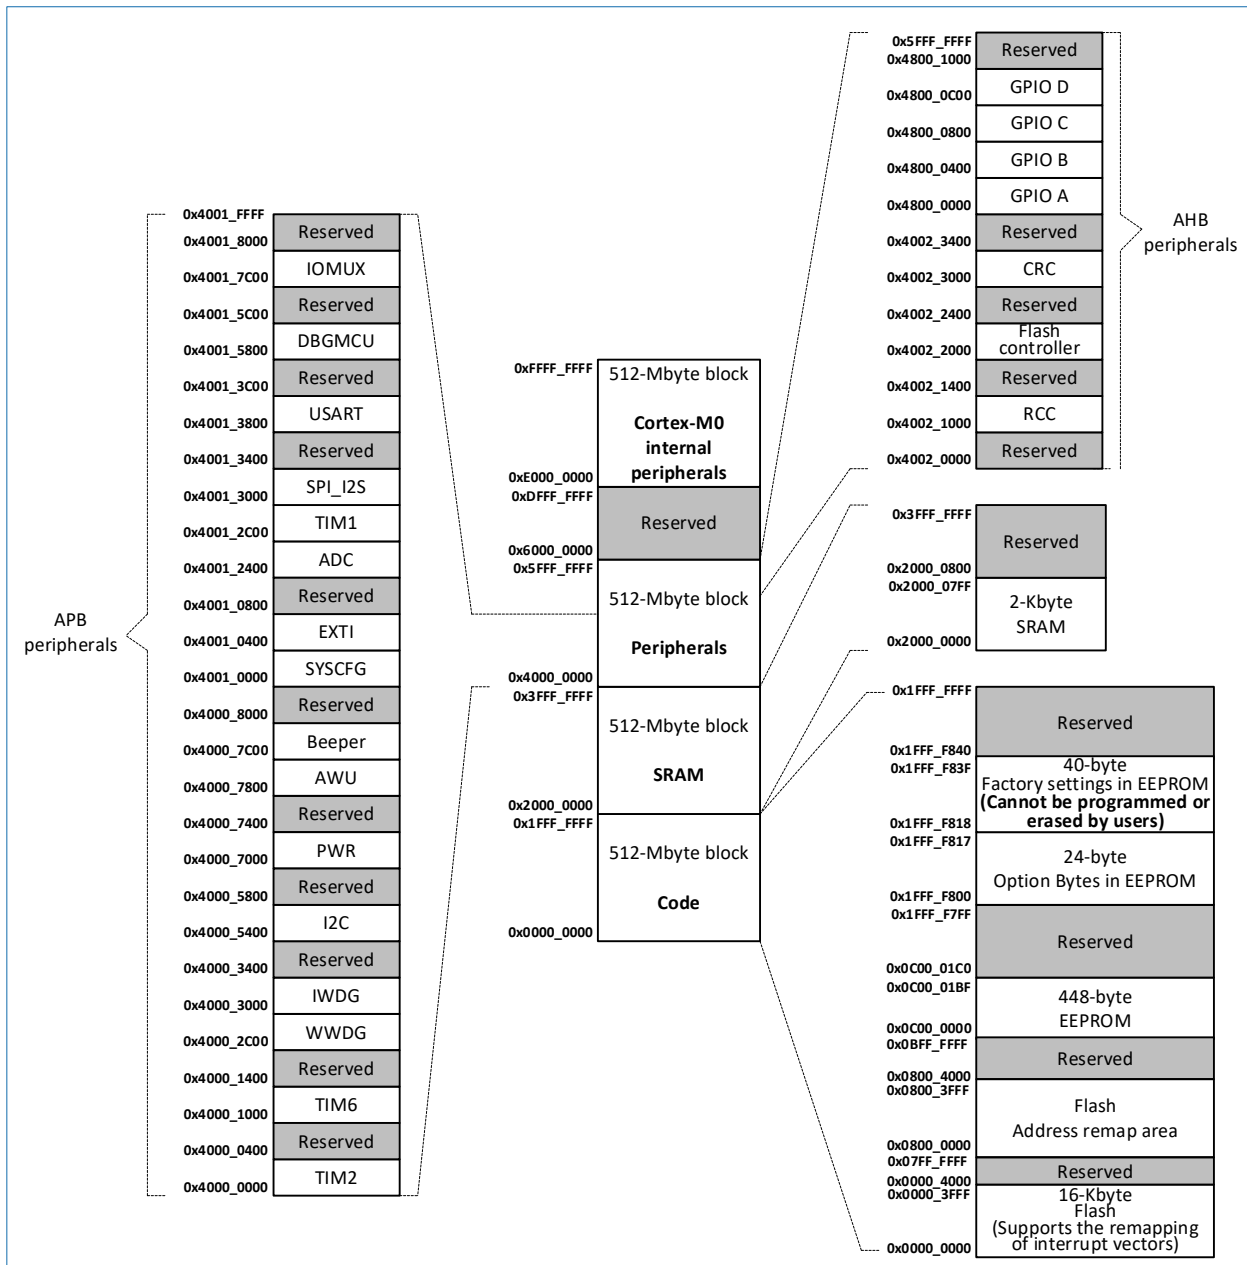 0x4001_FFFF
Reserved
0x4001_8000
IOMUX
0x4001_7C00
Reserved
0x4001_5C00
DBGMCU
0x4001_5800
Reserved
0x4001_3C00
USART
0x4001_3800
Reserved
0x4001_3400
SPI_I2S
0x4001_3000
TIM1
0x4001_2C00
ADC
0x4001_2400
Reserved
0x4001_0800
EXTI
0x4001_0400
SYSCFG
0x4001_0000
Reserved
0x4000_8000
Beeper
0x4000_7C00
AWU
0x4000_7800
Reserved
0x4000_7400
PWR
0x4000_7000
Reserved
0x4000_5800
I2C
0x4000_5400
Reserved
0x4000_3400
IWDG
0x4000_3000
WWDG
0x4000_2C00
Reserved
0x4000_1400
TIM6
0x4000_1000
Reserved
0x4000_0400
TIM2
0x4000_0000
APB
peripherals
0xFFFF_FFFF
512-Mbyte block
Cortex-M0
internal
peripherals
0xE000_0000
0xDFFF_FFFF
Reserved
0x6000_0000
0x5FFF_FFFF
512-Mbyte block
Peripherals
0x4000_0000
0x3FFF_FFFF
512-Mbyte block
SRAM
0x2000_0000
0x1FFF_FFFF
512-Mbyte block
Code
0x0000_0000
0x5FFF_FFFF
Reserved
0x4800_1000
GPIO D
0x4800_0C00
GPIO C
0x4800_0800
GPIO B
0x4800_0400
GPIO A
0x4800_0000
Reserved
0x4002_3400
CRC
0x4002_3000
Reserved
0x4002_2400
Flash
controller
0x4002_2000
Reserved
0x4002_1400
RCC
0x4002_1000
Reserved
0x4002_0000
AHB
peripherals
0x3FFF_FFFF
Reserved
0x2000_0800
0x2000_07FF
2-Kbyte
SRAM
0x2000_0000
0x1FFF_FFFF
Reserved
0x1FFF_F840
0x1FFF_F83F
40-byte
Factory settings in EEPROM
(Cannot be programmed or
erased by users)
0x1FFF_F818
0x1FFF_F817
24-byte
Option Bytes in EEPROM
0x1FFF_F800
0x1FFF_F7FF
Reserved
0x0C00_01C0
0x0C00_01BF
448-byte
EEPROM
0x0C00_0000
0x0BFF_FFFF
Reserved
0x0800_4000
0x0800_3FFF
Flash
Address remap area
0x0800_0000
0x07FF_FFFF
Reserved
0x0000_4000
0x0000_3FFF
16-Kbyte
Flash
(Supports the remapping
of interrupt vectors)
0x0000_0000